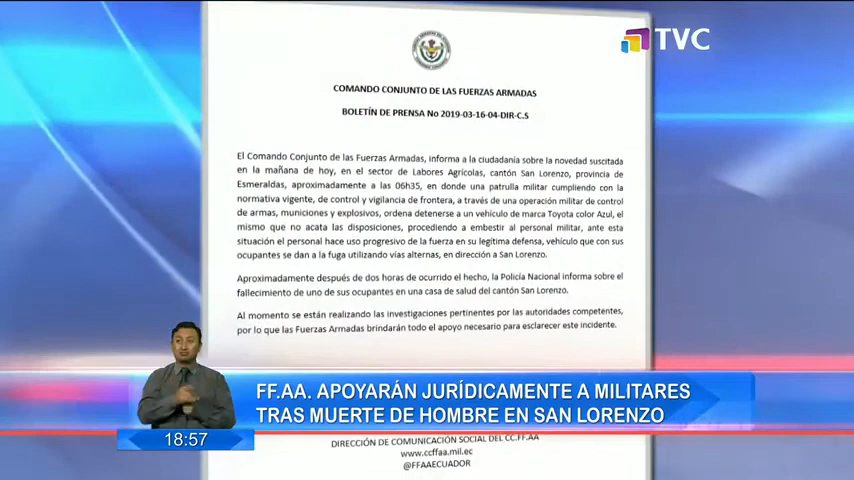 TVC
COMANDO CONJUNTO DE LAS FUERZAS ARMADAS
BOLETÍN DE PRENSA No 2019-03-16-04-DIR-C.S
El Comando Conjunto de las Fuerzas Armadas, informa a la ciudadanía sobre la novedad suscitada
en la mañana de hoy, en el sector de Labores Agrícolas, cantón San Lorenzo, provincia de
Esmeraldas, aproximadamente a las 06h35, en donde una patrulla militar cumpliendo con la
normativa vigente, de control y vigilancia de frontera, a través de una operación militar de control
de armas, municiones y explosivos, ordena detenerse a un vehículo de marca Toyota color Azul, el
mismo que no acata las disposiciones, procediendo a embestir al personal militar, ante esta
situación el personal hace uso progresivo de la fuerza en su legítima defensa, vehículo que con sus
ocupantes se dan a la fuga utilizando vías alternas, en dirección a San Lorenzo.
Aproximadamente después de dos horas de ocurrido el hecho, la Policía Nacional informa sobre el
fallecimiento de uno de sus ocupantes en una casa de salud del cantón San Lorenzo.
Al momento se están realizando las investigaciones pertinentes por las autoridades competentes,
por lo que las Fuerzas Armadas brindarán todo el apoyo necesario para esclarecer este incidente.
FF.AA. APOYARÁN JURÍDICAMENTE A MILITARES
TRAS MUERTE DE HOMBRE EN SAN LORENZO
18:57
DIRECCIÓN DE COMUNICACIÓN SOCIAL DEL CC.FF.AA
www.ccffaa.mil.ec
@FFAAECUADOR